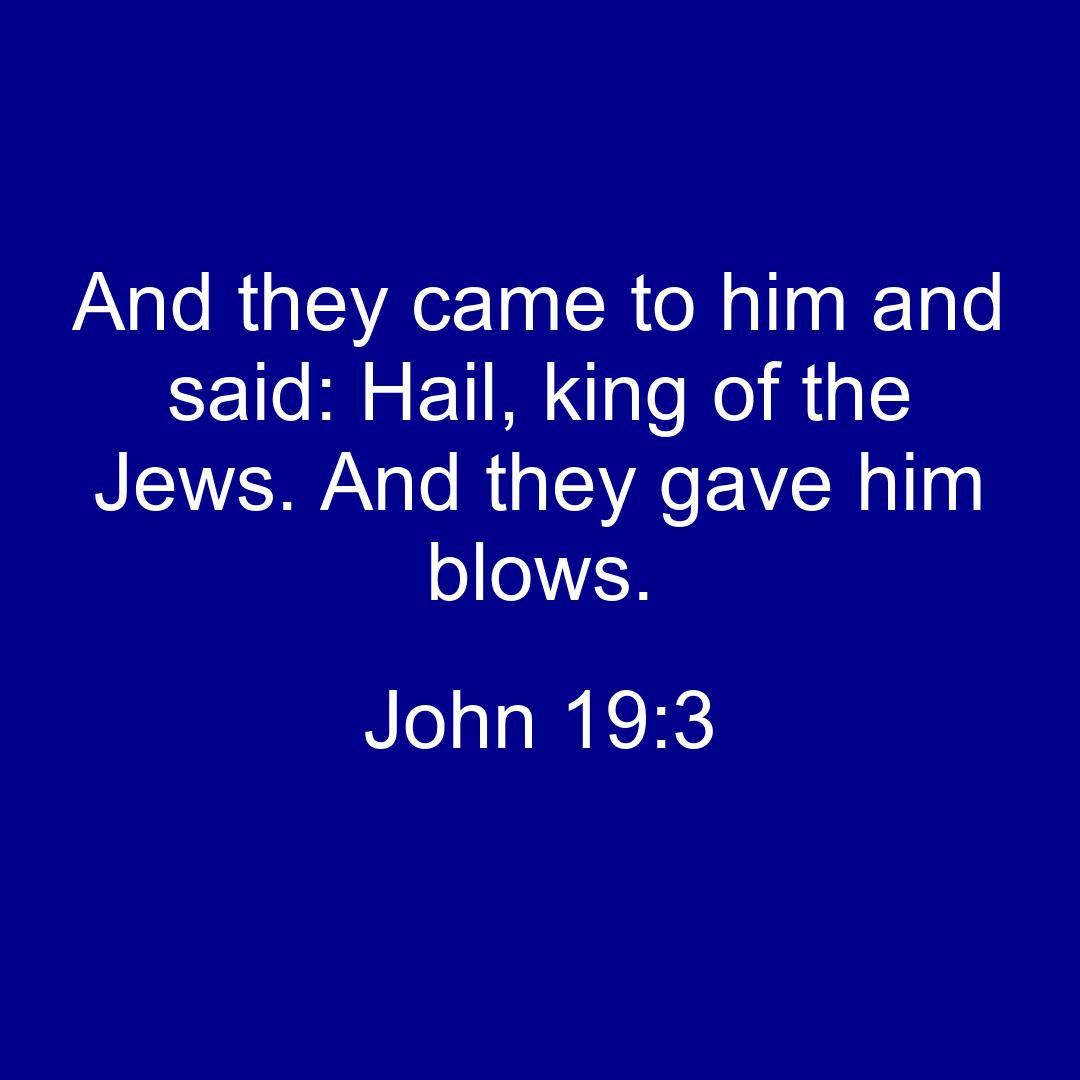 And they came to him and
said: Hail, king of the
Jews. And they gave him
blows.
John 19:3